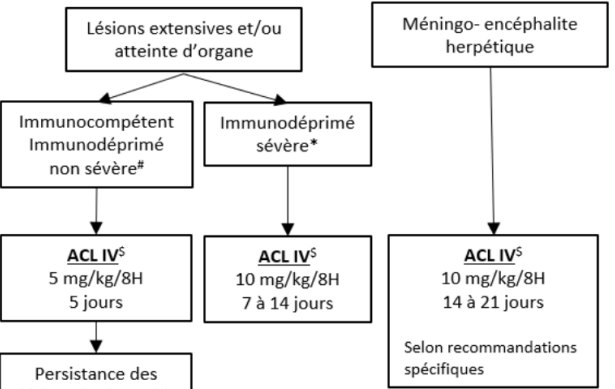 Lésions extensives et/ou
atteinte d'organe
Méningo- encéphalite
herpétique
Immunocompétent
Immunodéprimé
non sévère#
Immunodéprimé
sévère*
ACL IV$
5 mg/kg/8H
5 jours
ACL IV$
10 mg/kg/8H
7 à 14 jours
ACL IV$
10 mg/kg/8H
14 à 21 jours
Selon recommandations
spécifiques
Persistance des